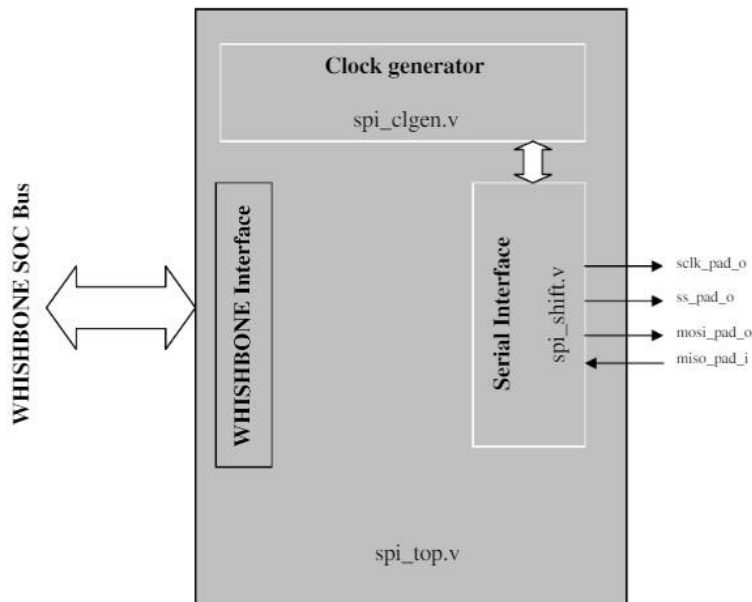 Clock generator
spi_clgen.v
WHISHBONE SOC Bus
WHISHBONE Interface
Serial Interface
spi_shift.v
sclk_pad_o
ss_pad_o
mosi_pad_o
miso_pad_i
spi_top.v